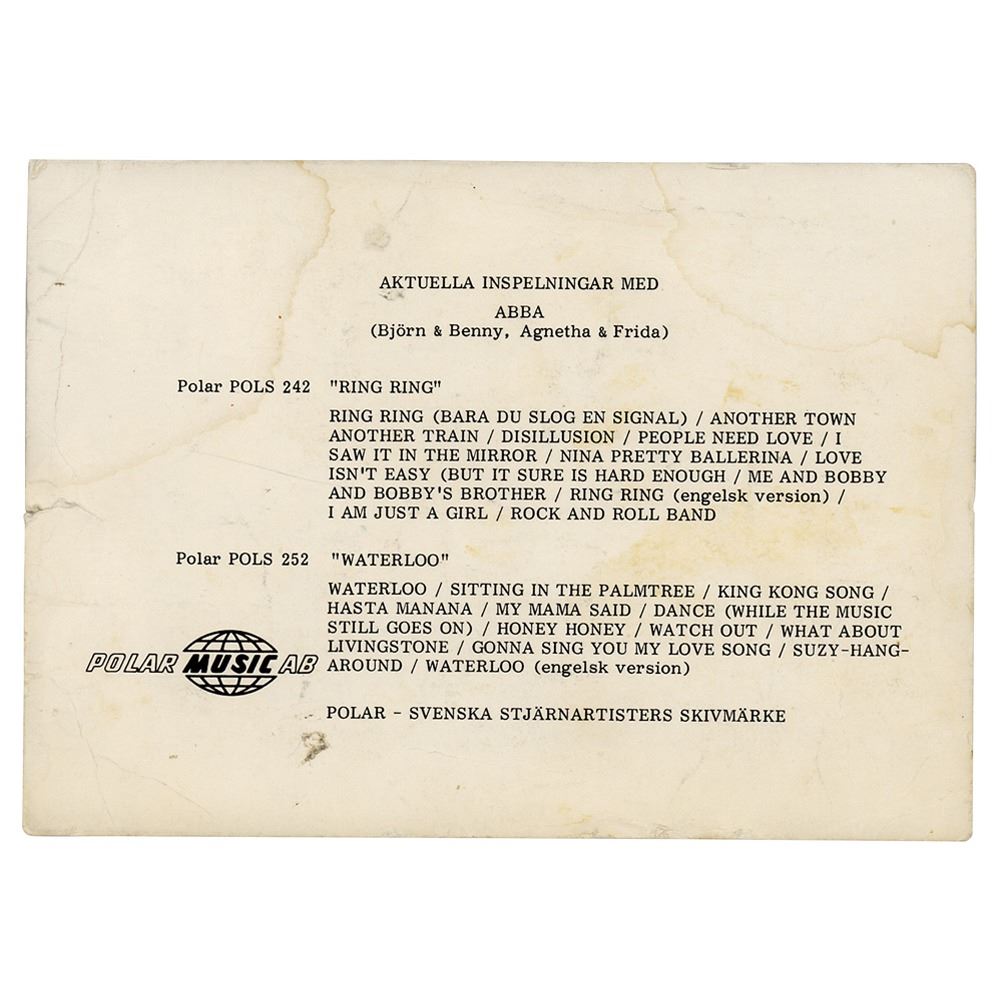 AKTUELLA INSPELNINGAR MED
ABBA
(Björn & Benny, Agnetha & Frida)
Polar POLS 242 "RING RING"
RING RING (BARA DU SLOG EN SIGNAL) / ANOTHER TOWN
ANOTHER TRAIN / DISILLUSION / PEOPLE NEED LOVE / I
SAW IT IN THE MIRROR / NINA PRETTY BALLERINA / LOVE
ISN'T EASY (BUT IT SURE IS HARD ENOUGH / ME AND BOBBY
AND BOBBY'S BROTHER / RING RING (engelsk version) /
I AM JUST A GIRL / ROCK AND ROLL BAND
Polar POLS 252 "WATERLOO"
WATERLOO / SITTING IN THE PALMTREE / KING KONG SONG /
HASTA MANANA / MY MAMA SAID / DANCE (WHILE THE MUSIC
STILL GOES ON) / HONEY HONEY / WATCH OUT / WHAT ABOUT
LIVINGSTONE / GONNA SING YOU MY LOVE SONG / SUZY-HANG-
AROUND / WATERLOO (engelsk version)
POLAR MUSIC AB
POLAR - SVENSKA STJÄRNARTISTERS SKIVMÄRKE